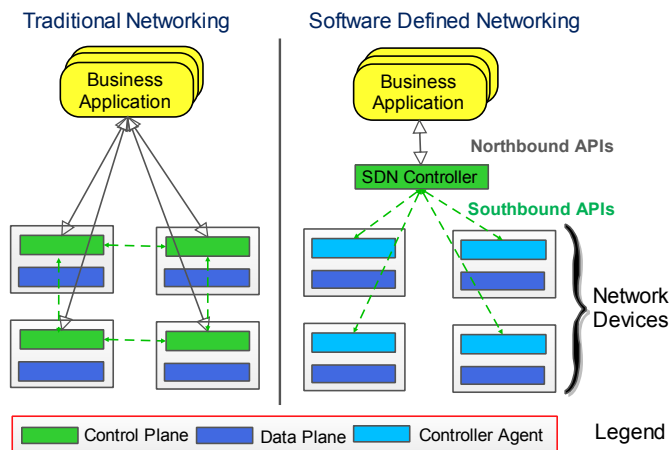 Traditional Networking
Software Defined Networking
Business
Application
Business
Application
Northbound APIs
SDN Controller
Southbound APIs
Network
Devices
Control Plane
Data Plane
Controller Agent
Legend